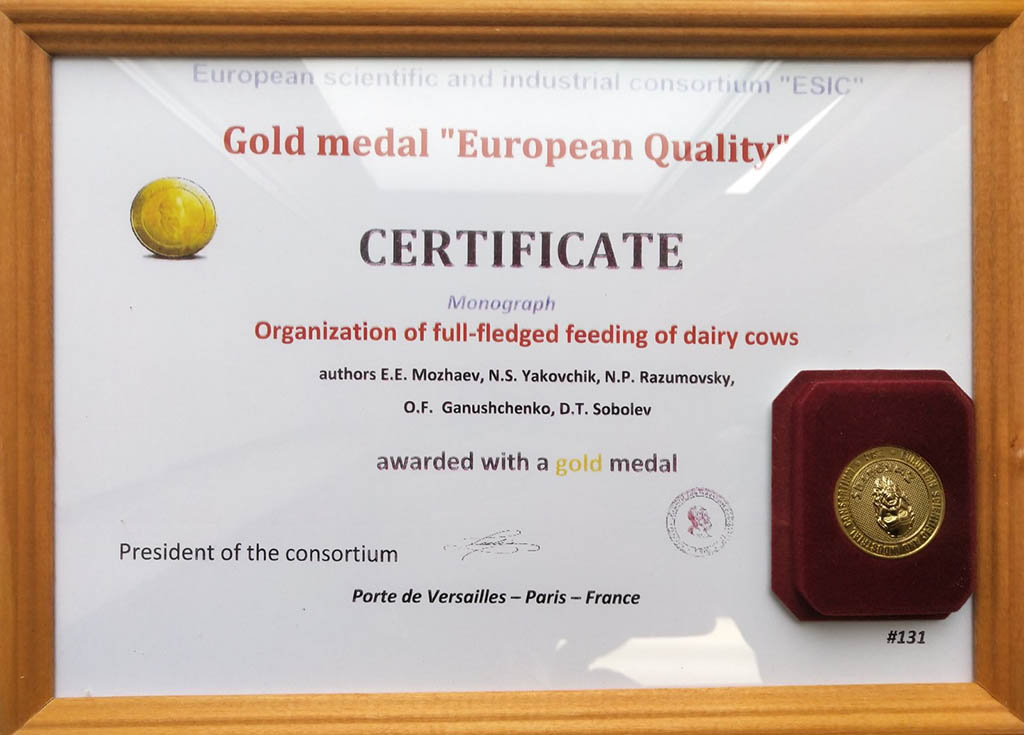 European scientific and industrial consortium "ESIC"
Gold medal "European Quality"
CERTIFICATE
Monograph
Organization of full-fledged feeding of dairy cows
authors E.E. Mozhaev, N.S. Yakovchik, N.P. Razumovsky,
O.F. Ganushchenko, D.T. Sobolev
awarded with a gold medal
President of the consortium
Porte de Versailles – Paris – France
#131